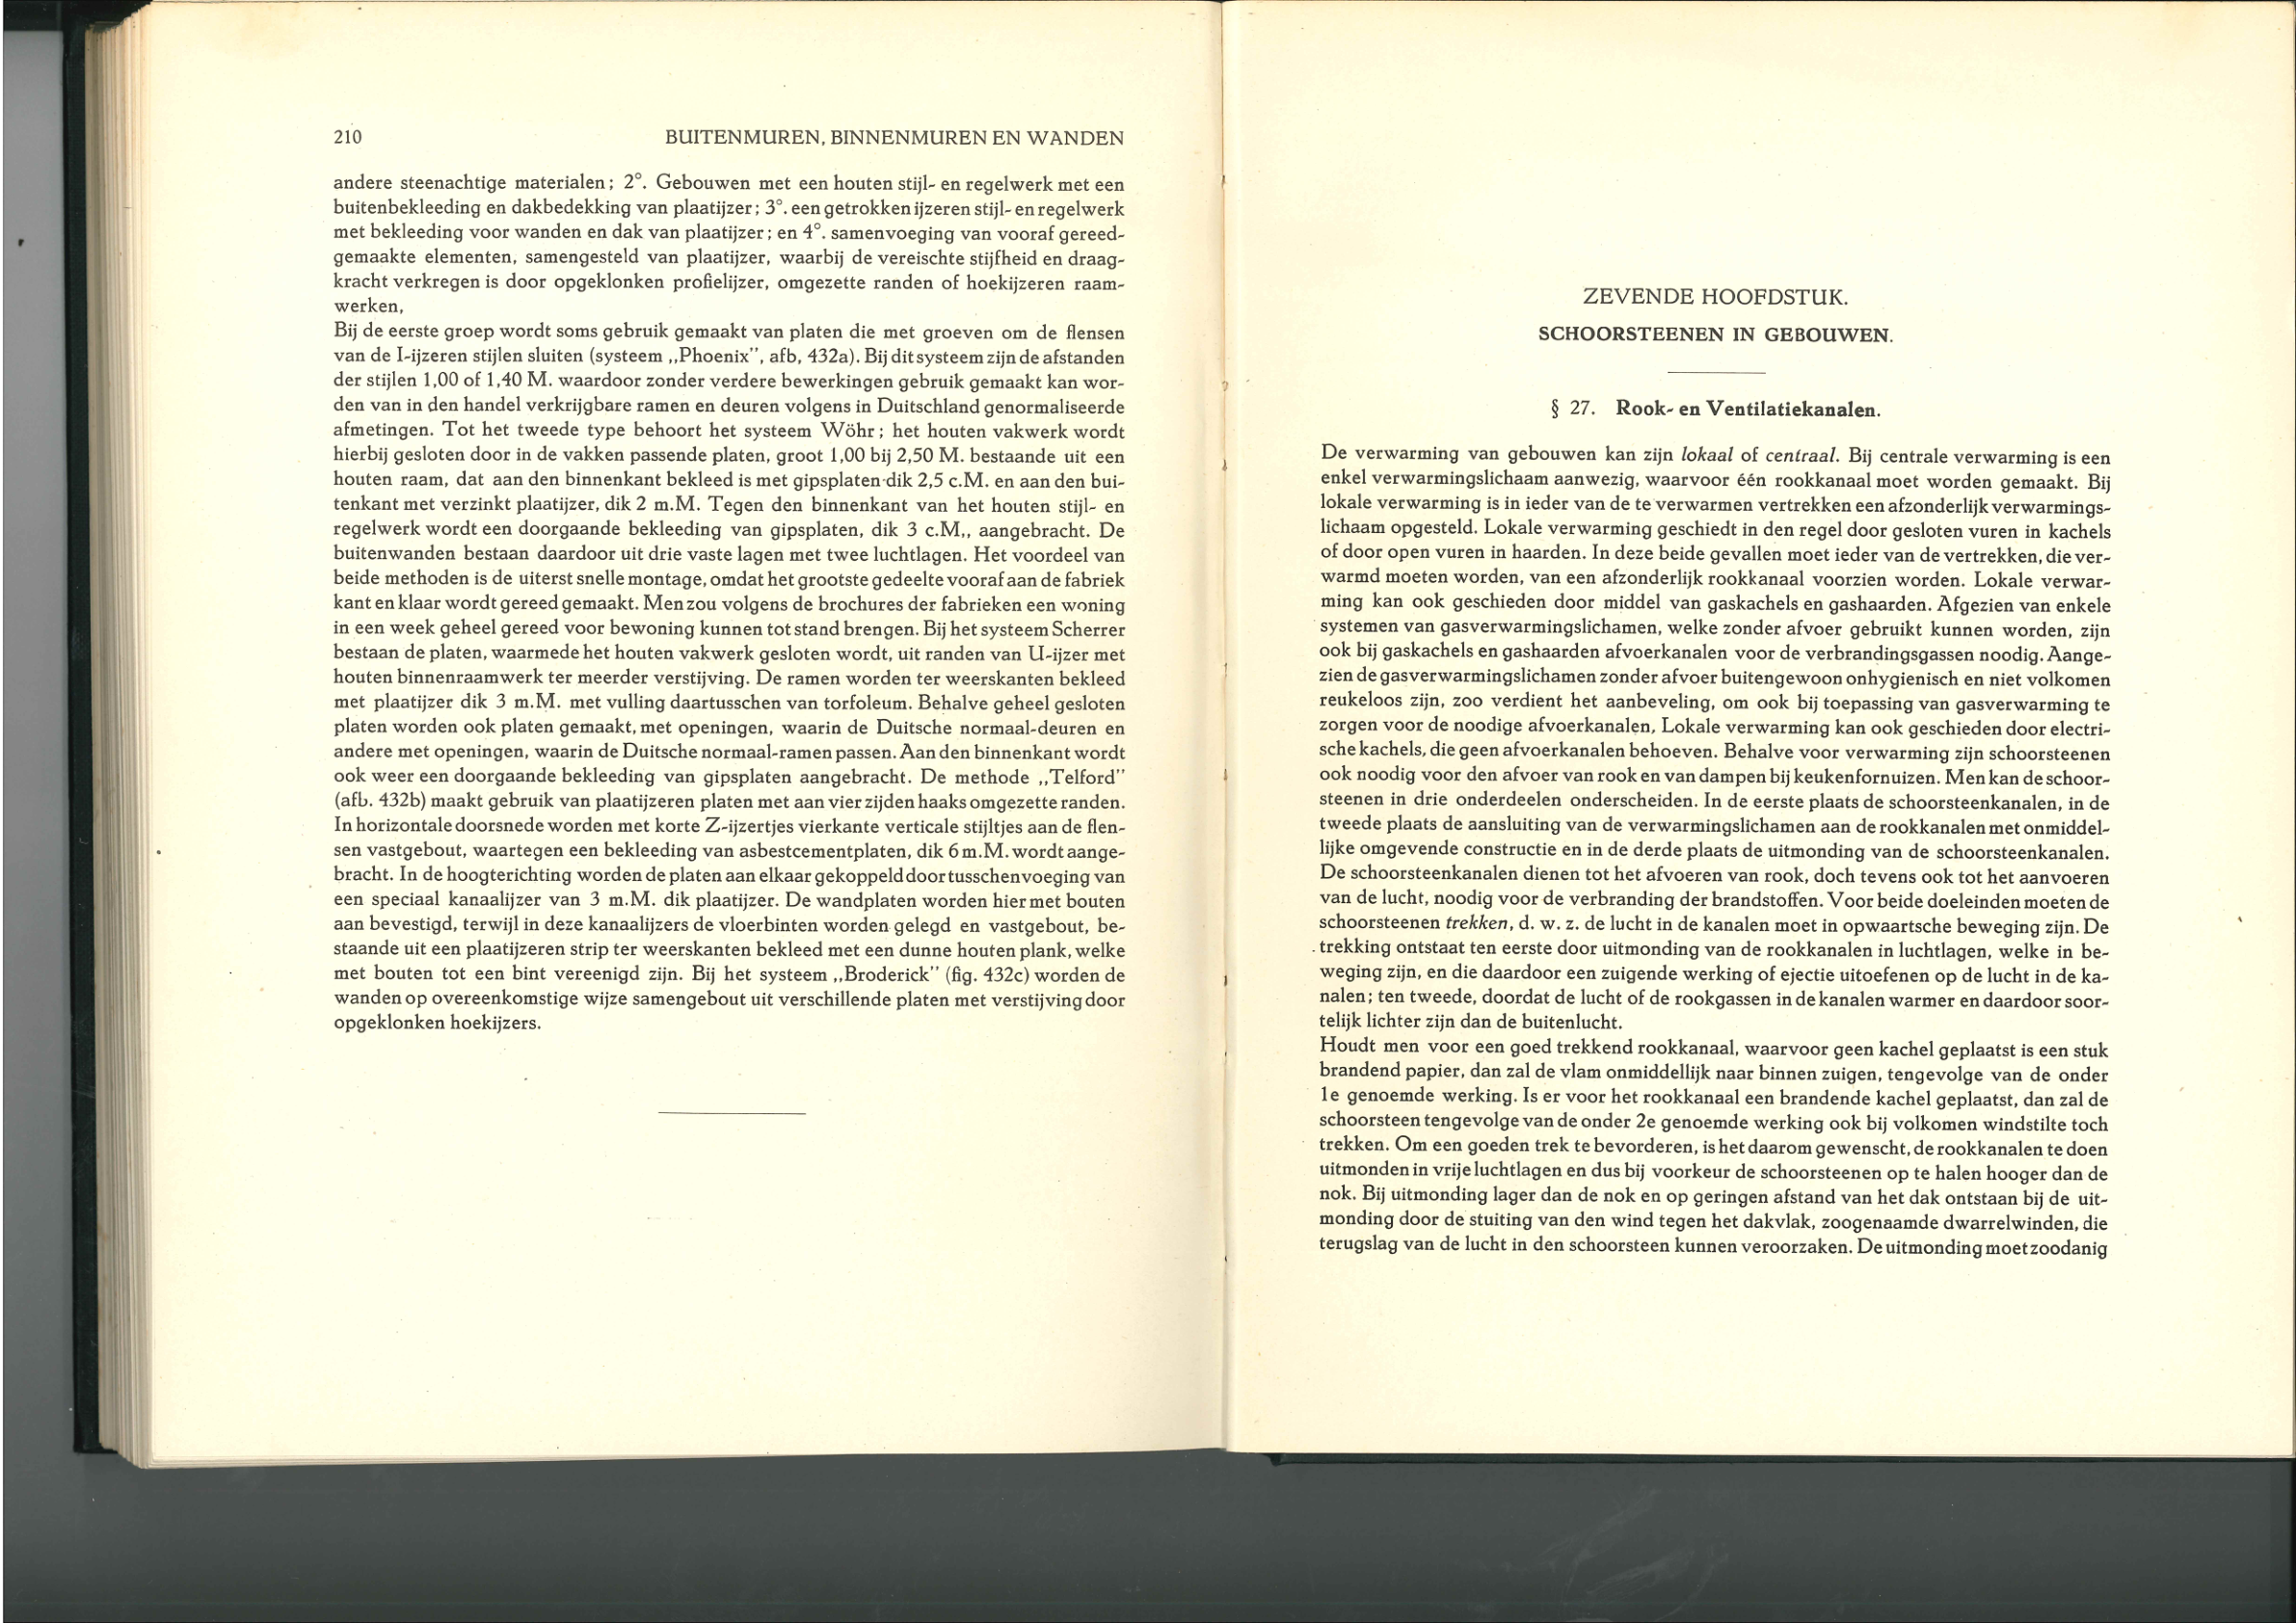 210 BUITENMUREN, BINNENMUREN EN WANDEN
andere steenachtige materialen; 2°. Gebouwen met een houten stijl- en regelwerk met een
buitenbekleeding en dakbedekking van plaatijzer; 3°. een getrokken ijzeren stijl- en regelwerk
met bekleeding voor wanden en dak van plaatijzer; en 4°. samenvoeging van vooraf gereed-
gemaakte elementen, samengesteld van plaatijzer, waarbij de vereischte stijfheid en draag-
kracht verkregen is door opgeklonken profielijzer, omgezette randen of hoekijzeren raam-
werken,
Bij de eerste groep wordt soms gebruik gemaakt van platen die met groeven om de flensen
van de I-ijzeren stijlen sluiten (systeem „Phoenix”, afb, 432a). Bij dit systeem zijn de afstanden
der stijlen 1,00 of 1,40 M. waardoor zonder verdere bewerkingen gebruik gemaakt kan wor-
den van in den handel verkrijgbare ramen en deuren volgens in Duitschland genormaliseerde
afmetingen. Tot het tweede type behoort het systeem Wöhr; het houten vakwerk wordt
hierbij gesloten door in de vakken passende platen, groot 1,00 bij 2,50 M. bestaande uit een
houten raam, dat aan den binnenkant bekleed is met gipsplaten dik 2,5 c.M. en aan den bui-
tenkant met verzinkt plaatijzer, dik 2 m.M. Tegen den binnenkant van het houten stijl- en
regelwerk wordt een doorgaande bekleeding van gipsplaten, dik 3 c.M,, aangebracht. De
buitenwanden bestaan daardoor uit drie vaste lagen met twee luchtlagen. Het voordeel van
beide methoden is de uiterst snelle montage, omdat het grootste gedeelte vooraf aan de fabriek
kant en klaar wordt gereed gemaakt. Men zou volgens de brochures der fabrieken een woning
in een week geheel gereed voor bewoning kunnen tot stand brengen. Bij het systeem Scherrer
bestaan de platen, waarmede het houten vakwerk gesloten wordt, uit randen van U-ijzer met
houten binnenraamwerk ter meerder verstijving. De ramen worden ter weerskanten bekleed
met plaatijzer dik 3 m.M. met vulling daartusschen van torfoleum. Behalve geheel gesloten
platen worden ook platen gemaakt, met openingen, waarin de Duitsche normaal-deuren en
andere met openingen, waarin de Duitsche normaal-ramen passen. Aan den binnenkant wordt
ook weer een doorgaande bekleeding van gipsplaten aangebracht. De methode „Telford”
(afb. 432b) maakt gebruik van plaatijzeren platen met aan vier zijden haaks omgezette randen.
In horizontale doorsnede worden met korte Z-ijzertjes vierkante verticale stijltjes aan de flen-
sen vastgebout, waartegen een bekleeding van asbestcementplaten, dik 6 m.M. wordt aange-
bracht. In de hoogterichting worden de platen aan elkaar gekoppeld door tusschenvoeging van
een speciaal kanaalijzer van 3 m.M. dik plaatijzer. De wandplaten worden hier met bouten
aan bevestigd, terwijl in deze kanaalijzers de vloerbinten worden gelegd en vastgebout, be-
staande uit een plaatijzeren strip ter weerskanten bekleed met een dunne houten plank, welke
met bouten tot een bint vereenigd zijn. Bij het systeem „Broderick” (fig. 432c) worden de
wanden op overeenkomstige wijze samengebout uit verschillende platen met verstijving door
opgeklonken hoekijzers.
ZEVENDE HOOFDSTUK.
SCHOORSTEENEN IN GEBOUWEN.
§ 27. Rook- en Ventilatiekanalen.
De verwarming van gebouwen kan zijn lokaal of centraal. Bij centrale verwarming is een
enkel verwarmingslichaam aanwezig, waarvoor één rookkanaal moet worden gemaakt. Bij
lokale verwarming is in ieder van de te verwarmen vertrekken een afzonderlijk verwarmings-
lichaam opgesteld. Lokale verwarming geschiedt in den regel door gesloten vuren in kachels
of door open vuren in haarden. In deze beide gevallen moet ieder van de vertrekken, die ver-
warmd moeten worden, van een afzonderlijk rookkanaal voorzien worden. Lokale verwar-
ming kan ook geschieden door middel van gaskachels en gashaarden. Afgezien van enkele
systemen van gasverwarmingslichamen, welke zonder afvoer gebruikt kunnen worden, zijn
ook bij gaskachels en gashaarden afvoerkanalen voor de verbrandingsgassen noodig. Aange-
zien de gasverwarmingslichamen zonder afvoer buitengewoon onhygienisch en niet volkomen
reukeloos zijn, zoo verdient het aanbeveling, om ook bij toepassing van gasverwarming te
zorgen voor de noodige afvoerkanalen, Lokale verwarming kan ook geschieden door electri-
sche kachels, die geen afvoerkanalen behoeven. Behalve voor verwarming zijn schoorsteenen
ook noodig voor den afvoer van rook en van dampen bij keukenfornuizen. Men kan de schoor-
steenen in drie onderdeelen onderscheiden. In de eerste plaats de schoorsteenkanalen, in de
tweede plaats de aansluiting van de verwarmingslichamen aan de rookkanalen met onmiddel-
lijke omgevende constructie en in de derde plaats de uitmonding van de schoorsteenkanalen.
De schoorsteenkanalen dienen tot het afvoeren van rook, doch tevens ook tot het aanvoeren
van de lucht, noodig voor de verbranding der brandstoffen. Voor beide doeleinden moeten de
schoorsteenen trekken, d. w. z. de lucht in de kanalen moet in opwaartsche beweging zijn. De
trekking ontstaat ten eerste door uitmonding van de rookkanalen in luchtlagen, welke in be-
weging zijn, en die daardoor een zuigende werking of ejectie uitoefenen op de lucht in de ka-
nalen; ten tweede, doordat de lucht of de rookgassen in de kanalen warmer en daardoor soor-
telijk lichter zijn dan de buitenlucht.
Houdt men voor een goed trekkend rookkanaal, waarvoor geen kachel geplaatst is een stuk
brandend papier, dan zal de vlam onmiddellijk naar binnen zuigen, tengevolge van de onder
1e genoemde werking. Is er voor het rookkanaal een brandende kachel geplaatst, dan zal de
schoorsteen tengevolge van de onder 2e genoemde werking ook bij volkomen windstilte toch
trekken. Om een goeden trek te bevorderen, is het daarom gewenscht, de rookkanalen te doen
uitmonden in vrije luchtlagen en dus bij voorkeur de schoorsteenen op te halen hooger dan de
nok. Bij uitmonding lager dan de nok en op geringen afstand van het dak ontstaan bij de uit-
monding door de stuiting van den wind tegen het dakvlak, zoogenaamde dwarrelwinden, die
terugslag van de lucht in den schoorsteen kunnen veroorzaken. De uitmonding moet zoodanig